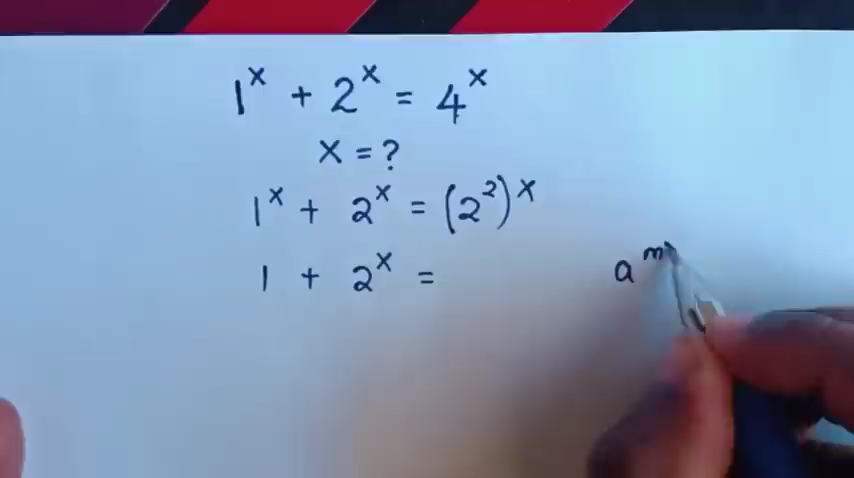 1^x + 2^x = 4^x
x = ?
1^x + 2^x = (2^2)^x
1 + 2^x =
a^m